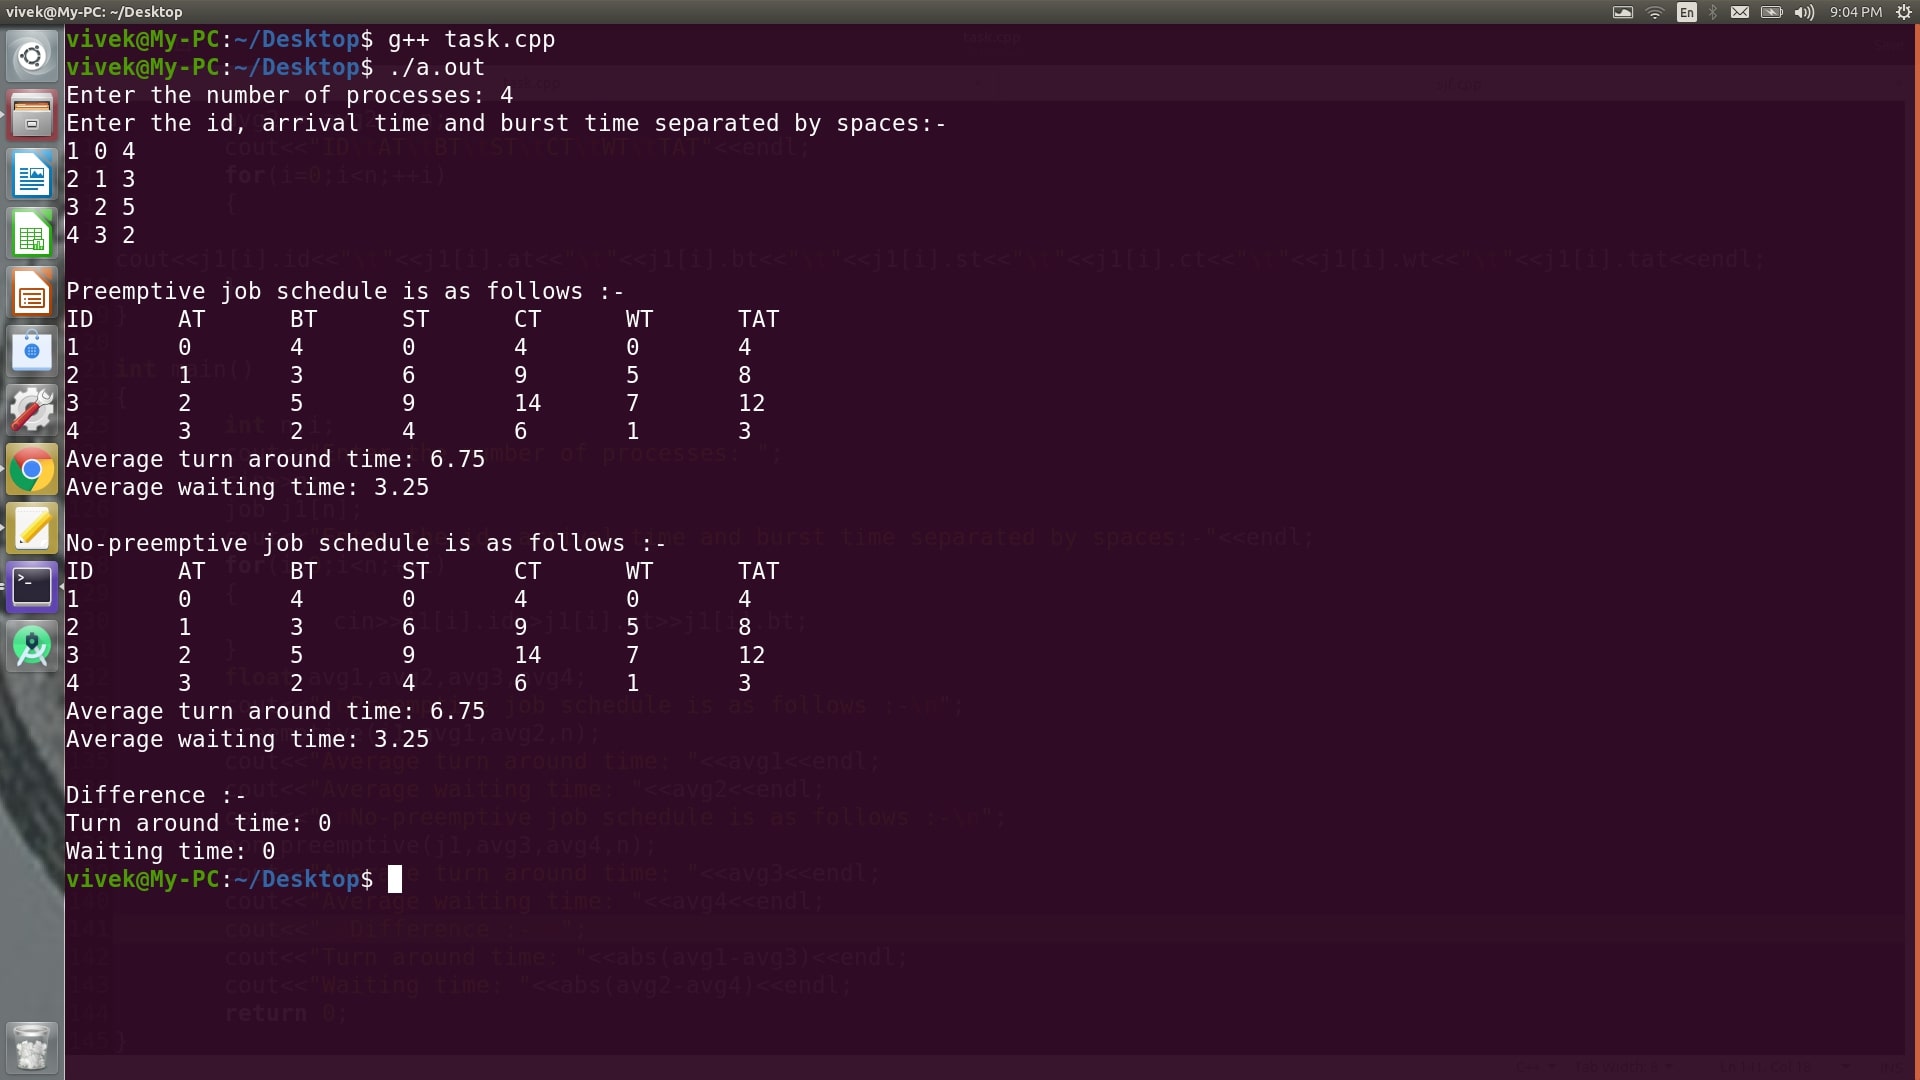 vivek@My-PC: ~/Desktop
En
9:04 PM
vivek@My-PC:~/Desktop$ g++ task.cpp
vivek@My-PC:~/Desktop$ ./a.out
Enter the number of processes: 4
Enter the id, arrival time and burst time separated by spaces:-
1 0 4
2 1 3
3 2 5
4 3 2
Preemptive job schedule is as follows :-
ID AT BT ST CT WT TAT
1 0 4 0 4 0 4
2 1 3 6 9 5 8
3 2 5 9 14 7 12
4 3 2 4 6 1 3
Average turn around time: 6.75
Average waiting time: 3.25
No-preemptive job schedule is as follows :-
ID AT BT ST CT WT TAT
1 0 4 0 4 0 4
2 1 3 6 9 5 8
3 2 5 9 14 7 12
4 3 2 4 6 1 3
Average turn around time: 6.75
Average waiting time: 3.25
Difference :-
Turn around time: 0
Waiting time: 0
vivek@My-PC:~/Desktop$